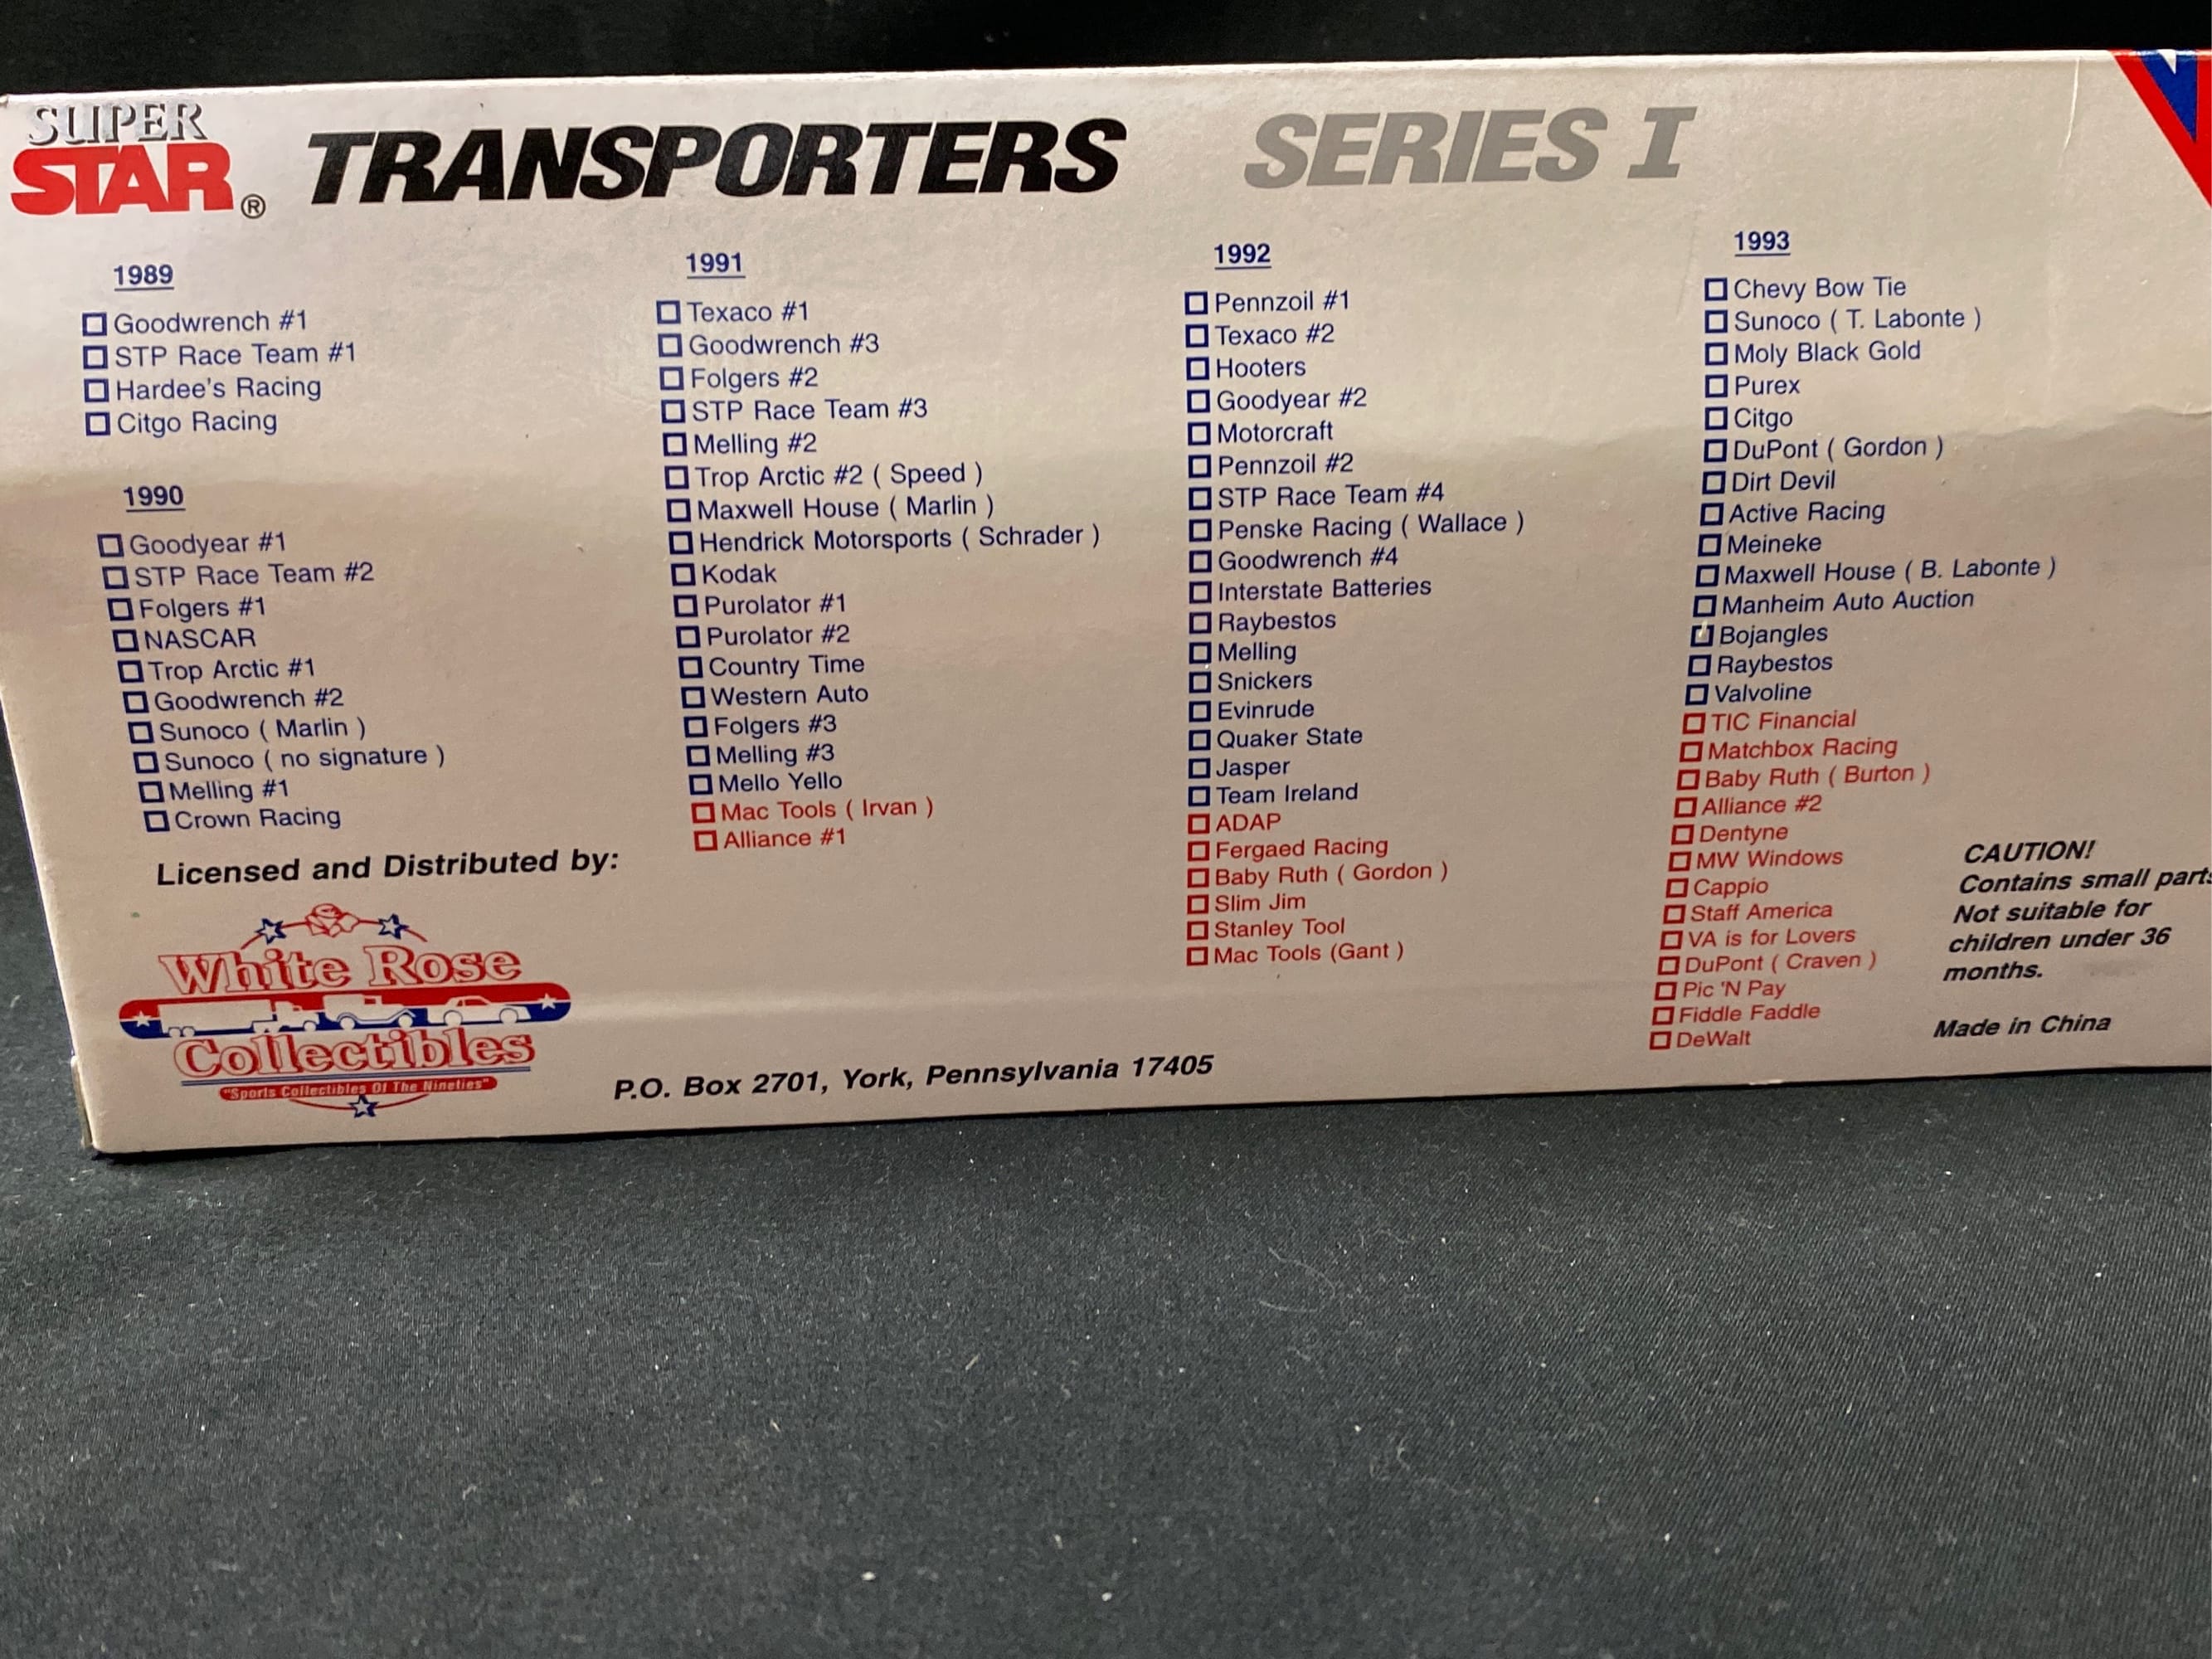 SUPER
STAR®
TRANSPORTERS SERIES I
1989
Goodwrench #1
STP Race Team #1
Hardee's Racing
Citgo Racing
1990
Goodyear #1
STP Race Team #2
Folgers #1
NASCAR
Trop Arctic #1
Goodwrench #2
Sunoco ( Marlin )
Sunoco ( no signature )
Melling #1
Crown Racing
1991
Texaco #1
Goodwrench #3
Folgers #2
STP Race Team #3
Melling #2
Trop Arctic #2 ( Speed )
Maxwell House ( Marlin )
Hendrick Motorsports ( Schrader )
Kodak
Purolator #1
Purolator #2
Country Time
Western Auto
Folgers #3
Melling #3
Mello Yello
Mac Tools ( Irvan )
Alliance #1
1992
Pennzoil #1
Texaco #2
Hooters
Goodyear #2
Motorcraft
Pennzoil #2
STP Race Team #4
Penske Racing ( Wallace )
Goodwrench #4
Interstate Batteries
Raybestos
Melling
Snickers
Evinrude
Quaker State
Jasper
Team Ireland
ADAP
Fergaed Racing
Baby Ruth ( Gordon )
Slim Jim
Stanley Tool
Mac Tools (Gant )
1993
Chevy Bow Tie
Sunoco ( T. Labonte )
Moly Black Gold
Purex
Citgo
DuPont ( Gordon )
Dirt Devil
Active Racing
Meineke
Maxwell House ( B. Labonte )
Manheim Auto Auction
Bojangles
Raybestos
Valvoline
TIC Financial
Matchbox Racing
Baby Ruth ( Burton )
Alliance #2
Dentyne
MW Windows
Cappio
Staff America
VA is for Lovers
DuPont ( Craven )
Pic 'N Pay
Fiddle Faddle
DeWalt
CAUTION!
Contains small parts
Not suitable for
children under 36
months.
Made in China
Licensed and Distributed by:
White Rose
Collectibles
"Sports Collectibles Of The Nineties"
P.O. Box 2701, York, Pennsylvania 17405